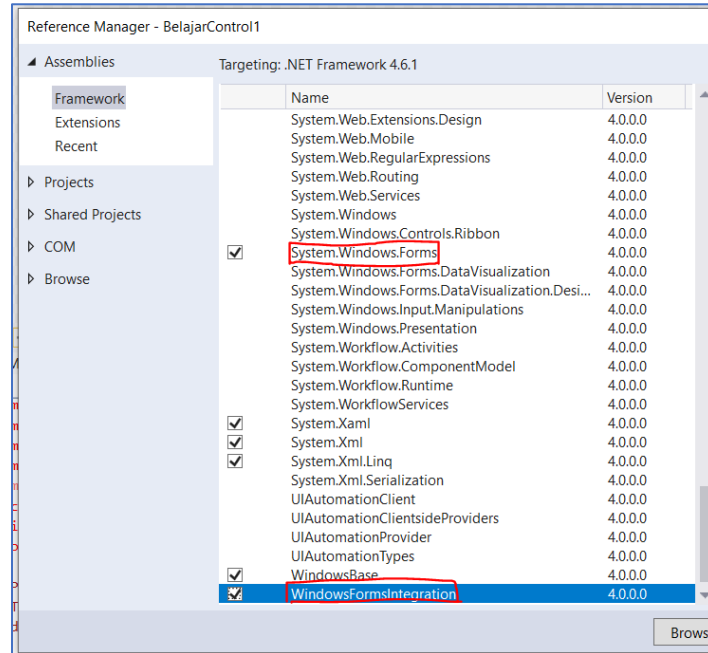 Reference Manager - BelajarControl1
Assemblies
Framework
Extensions
Recent
Projects
Shared Projects
COM
Browse
Targeting: .NET Framework 4.6.1
Name Version
System.Web.Extensions.Design 4.0.0.0
System.Web.Mobile 4.0.0.0
System.Web.RegularExpressions 4.0.0.0
System.Web.Routing 4.0.0.0
System.Web.Services 4.0.0.0
System.Windows 4.0.0.0
System.Windows.Controls.Ribbon 4.0.0.0
System.Windows.Forms 4.0.0.0
System.Windows.Forms.DataVisualization 4.0.0.0
System.Windows.Forms.DataVisualization.Desi... 4.0.0.0
System.Windows.Input.Manipulations 4.0.0.0
System.Windows.Presentation 4.0.0.0
System.Workflow.Activities 4.0.0.0
System.Workflow.ComponentModel 4.0.0.0
System.Workflow.Runtime 4.0.0.0
System.WorkflowServices 4.0.0.0
System.Xaml 4.0.0.0
System.Xml 4.0.0.0
System.Xml.Linq 4.0.0.0
System.Xml.Serialization 4.0.0.0
UIAutomationClient 4.0.0.0
UIAutomationClientsideProviders 4.0.0.0
UIAutomationProvider 4.0.0.0
UIAutomationTypes 4.0.0.0
WindowsBase 4.0.0.0
WindowsFormsIntegration 4.0.0.0
Brows